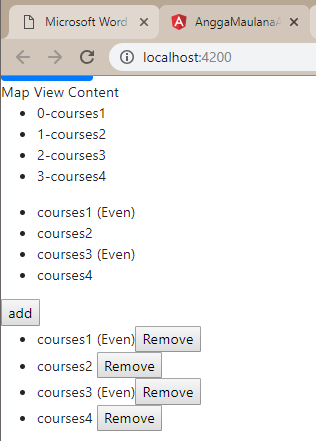 Microsoft Word
AnggaMaulana
localhost:4200
Map View Content
0-courses1
1-courses2
2-courses3
3-courses4
courses1 (Even)
courses2
courses3 (Even)
courses4
add
courses1 (Even) Remove
courses2 Remove
courses3 (Even) Remove
courses4 Remove